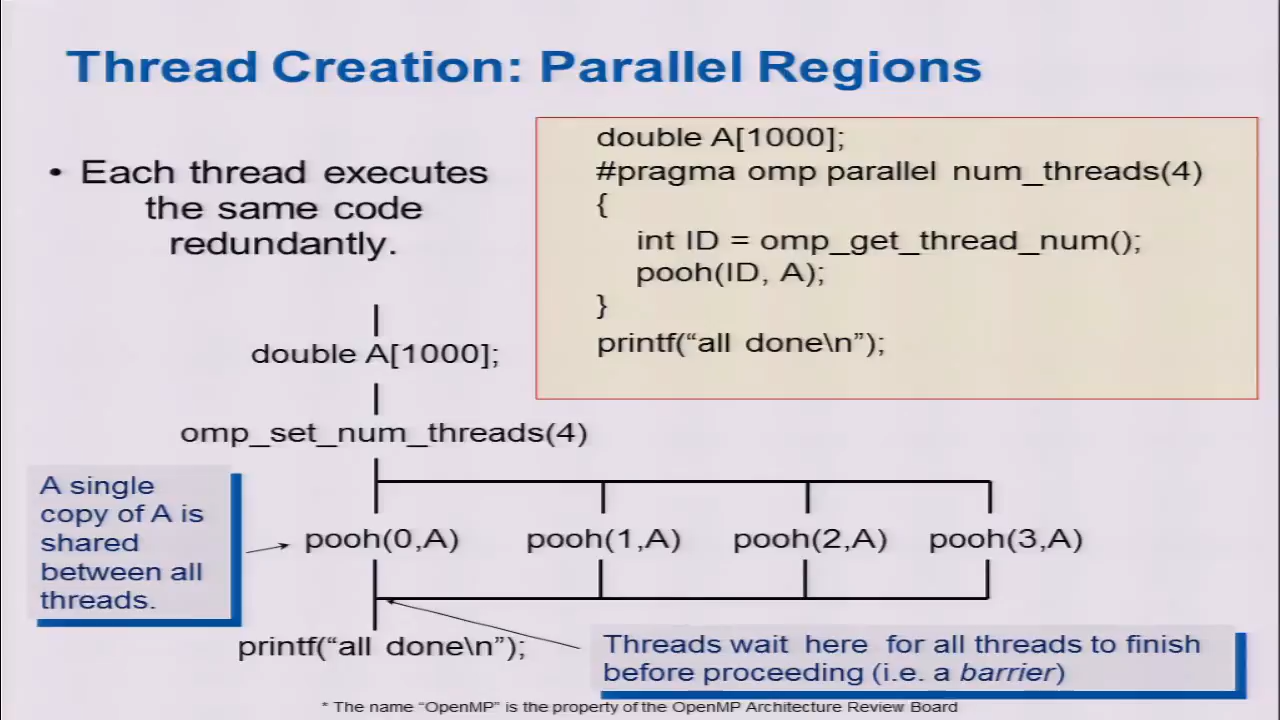 Thread Creation: Parallel Regions
• Each thread executes
the same code
redundantly.
double A[1000];
#pragma omp parallel num_threads(4)
{
int ID = omp_get_thread_num();
pooh(ID, A);
}
printf(“all done\n”);
double A[1000];
omp_set_num_threads(4)
A single
copy of A is
shared
between all
threads.
pooh(0,A) pooh(1,A) pooh(2,A) pooh(3,A)
printf(“all done\n”);
Threads wait here for all threads to finish
before proceeding (i.e. a barrier)
* The name “OpenMP” is the property of the OpenMP Architecture Review Board